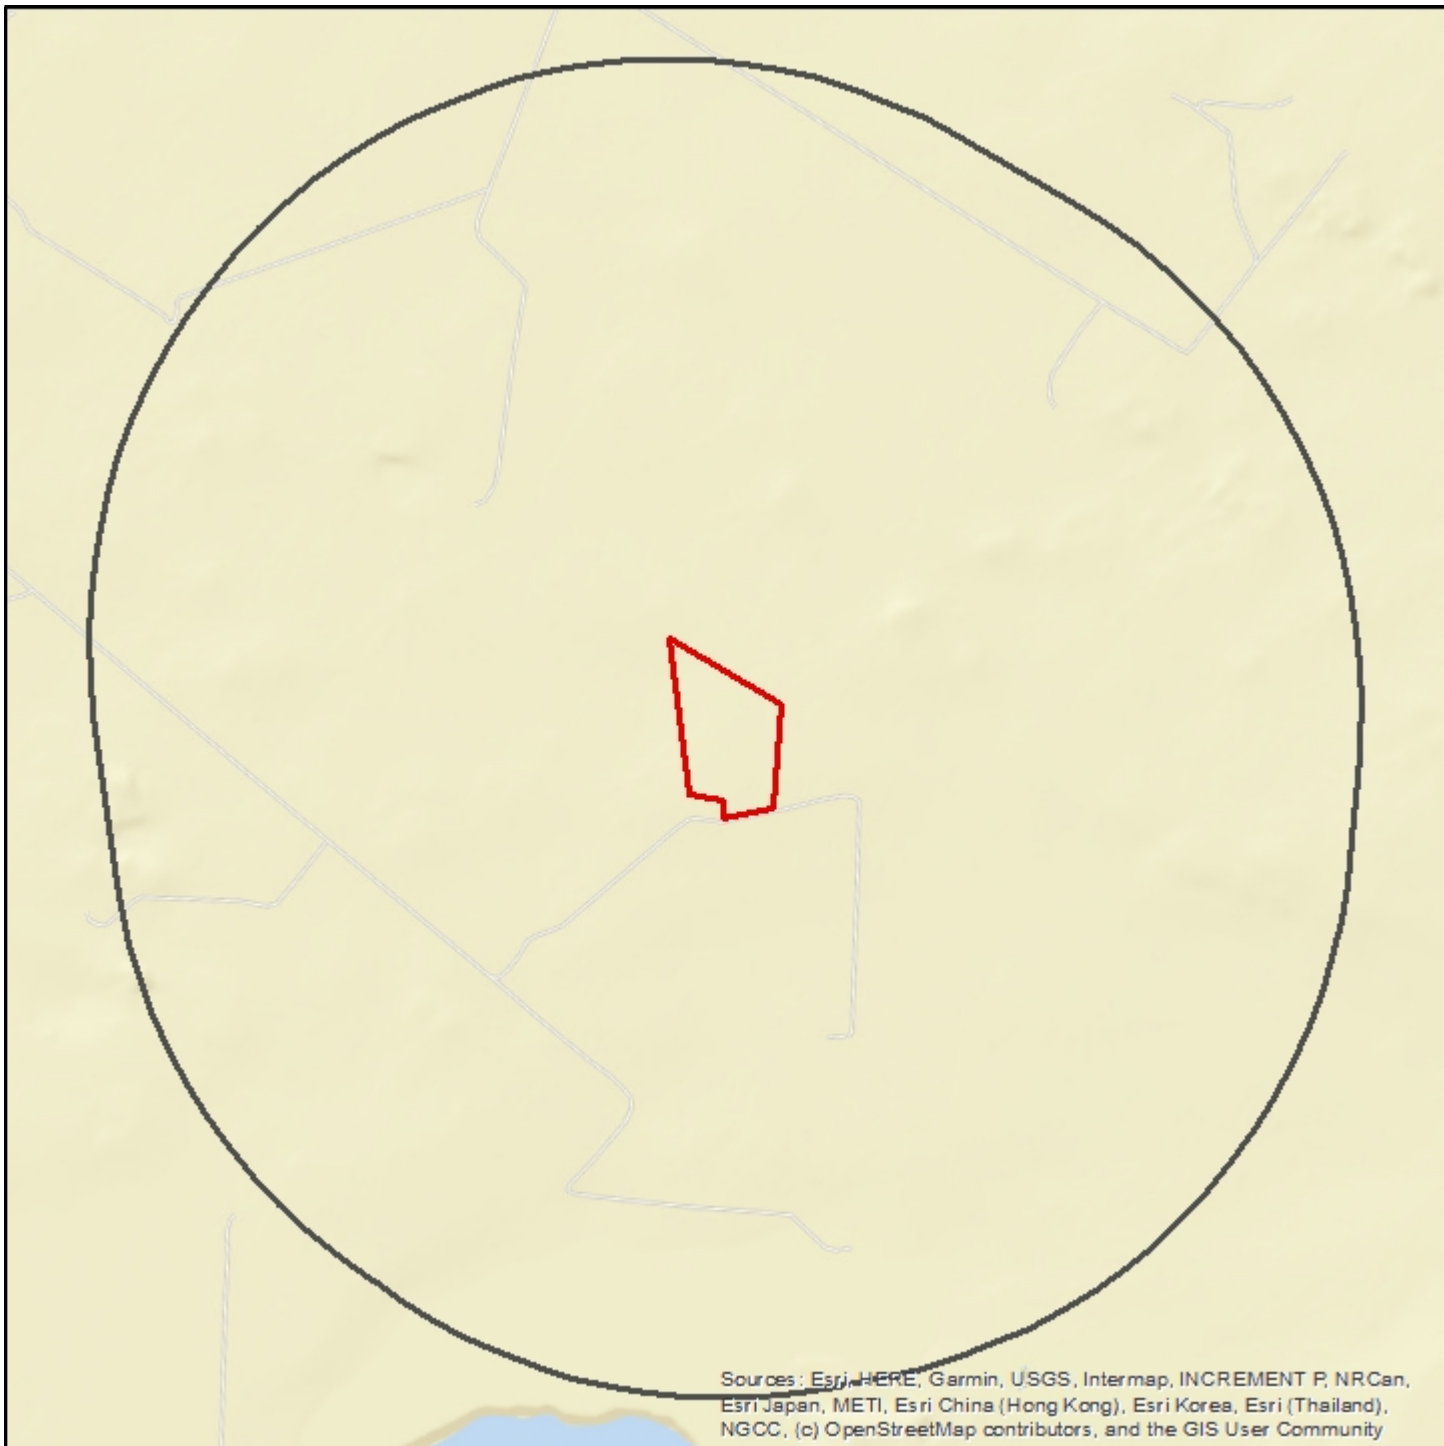 Sources: Esri, HERE, Garmin, USGS, Intermap, INCREMENT P, NRCan,
Esri Japan, METI, Esri China (Hong Kong), Esri Korea, Esri (Thailand),
NGCC, (c) OpenStreetMap contributors, and the GIS User Community